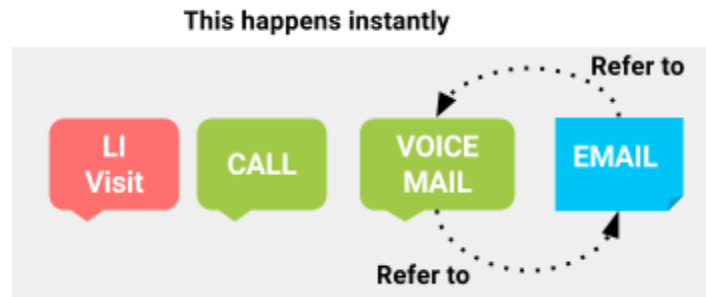 This happens instantly
Refer to
LI
Visit
CALL
VOICE
MAIL
EMAIL
Refer to